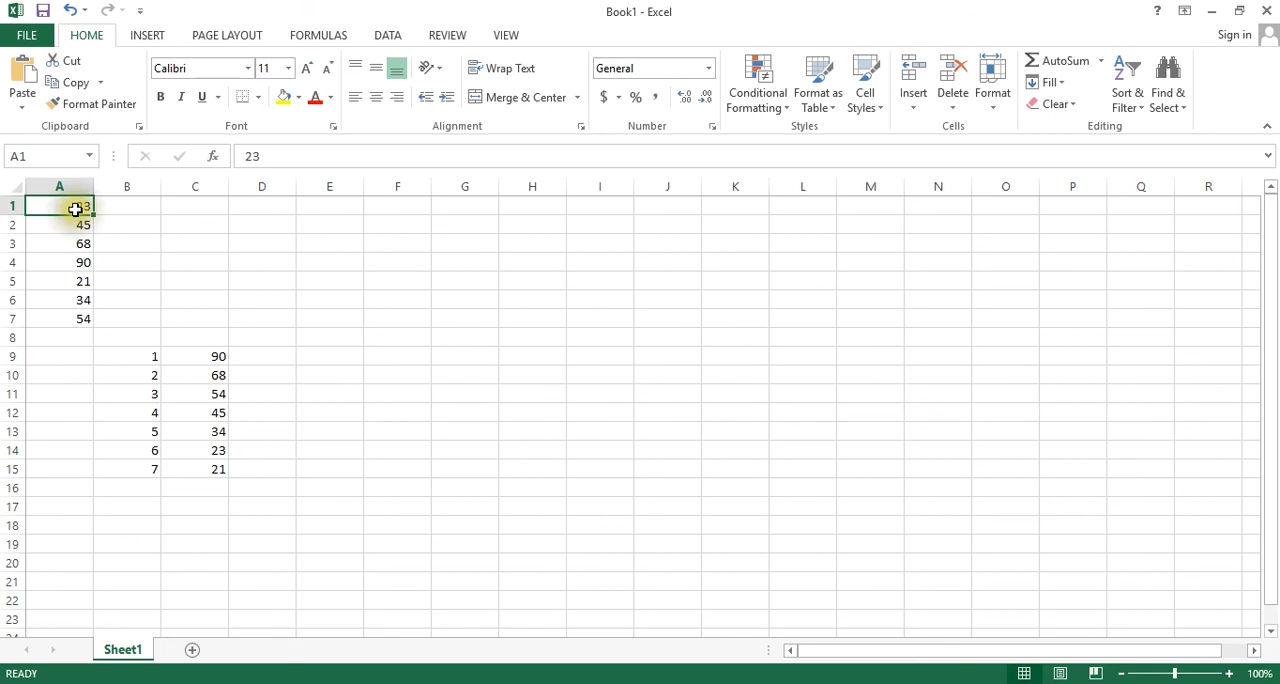 Book1 - Excel
?
Sign in
FILE HOME INSERT PAGE LAYOUT FORMULAS DATA REVIEW VIEW
Paste
Cut
Copy
Format Painter
Clipboard
Calibri 11
B I U
Font
Wrap Text
Merge & Center
Alignment
General
$ % ,
Number
Conditional
Formatting
Format as
Table
Cell
Styles
Styles
Insert
Delete
Format
Cells
AutoSum
Fill
Clear
Sort &
Filter
Find &
Select
Editing
A1 fx 23
A B C D E F G H I J K L M N O P Q R
1
2 45
3 68
4 90
5 21
6 34
7 54
8
9 1 90
10 2 68
11 3 54
12 4 45
13 5 34
14 6 23
15 7 21
16
17
18
19
20
21
22
23
Sheet1
READY 100%